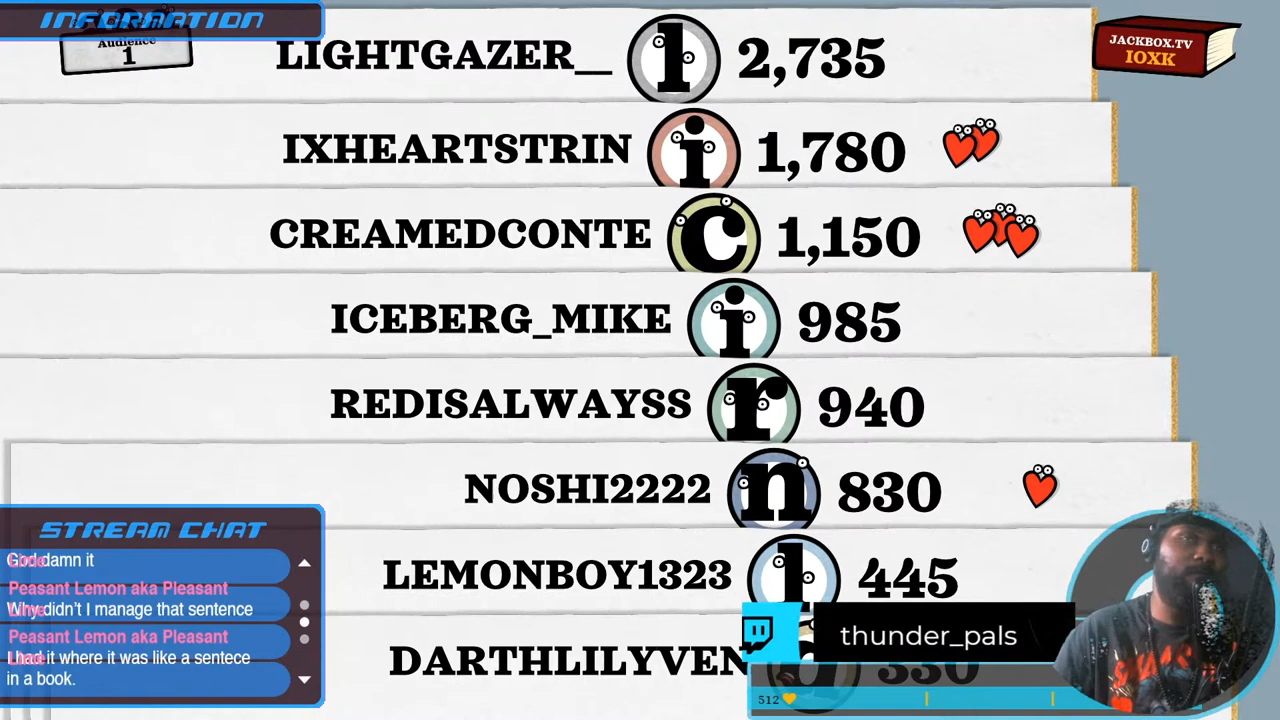 INFORMATION
Audience
1
JACKBOX.TV
IOXK
LIGHTGAZER__ l 2,735
IXHEARTSTRIN i 1,780
CREAMEDCONTE c 1,150
ICEBERG_MIKE i 985
REDISALWAYSS r 940
NOSHI2222 n 830
LEMONBOY1323 l 445
DARTHLILYVEN d 330
STREAM CHAT
God damn it
Peasant Lemon aka Pleasant
Why didn't I manage that sentence
Peasant Lemon aka Pleasant
I had it where it was like a sentece
in a book.
thunder_pals
512